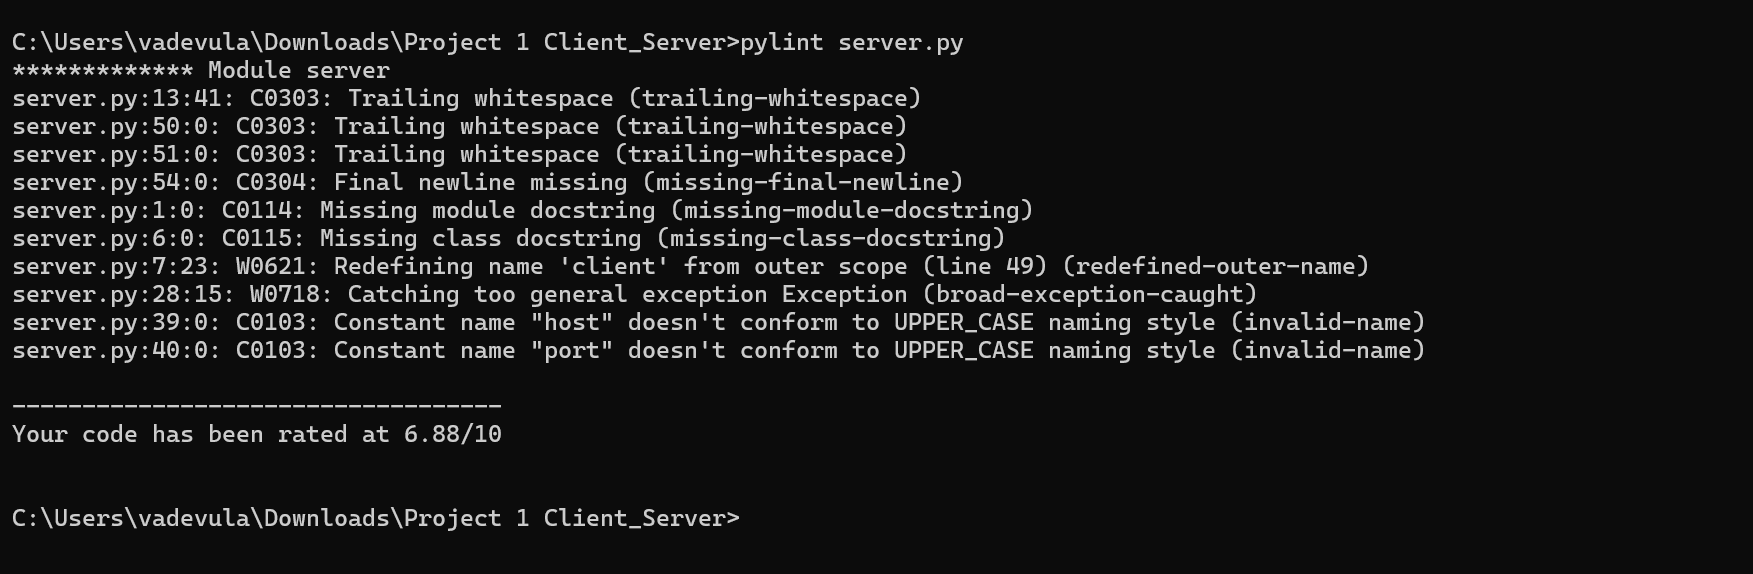 C:\Users\vadevula\Downloads\Project 1 Client_Server>pylint server.py
************* Module server
server.py:13:41: C0303: Trailing whitespace (trailing-whitespace)
server.py:50:0: C0303: Trailing whitespace (trailing-whitespace)
server.py:51:0: C0303: Trailing whitespace (trailing-whitespace)
server.py:54:0: C0304: Final newline missing (missing-final-newline)
server.py:1:0: C0114: Missing module docstring (missing-module-docstring)
server.py:6:0: C0115: Missing class docstring (missing-class-docstring)
server.py:7:23: W0621: Redefining name 'client' from outer scope (line 49) (redefined-outer-name)
server.py:28:15: W0718: Catching too general exception Exception (broad-exception-caught)
server.py:39:0: C0103: Constant name "host" doesn't conform to UPPER_CASE naming style (invalid-name)
server.py:40:0: C0103: Constant name "port" doesn't conform to UPPER_CASE naming style (invalid-name)
-----------------------------------
Your code has been rated at 6.88/10
C:\Users\vadevula\Downloads\Project 1 Client_Server>